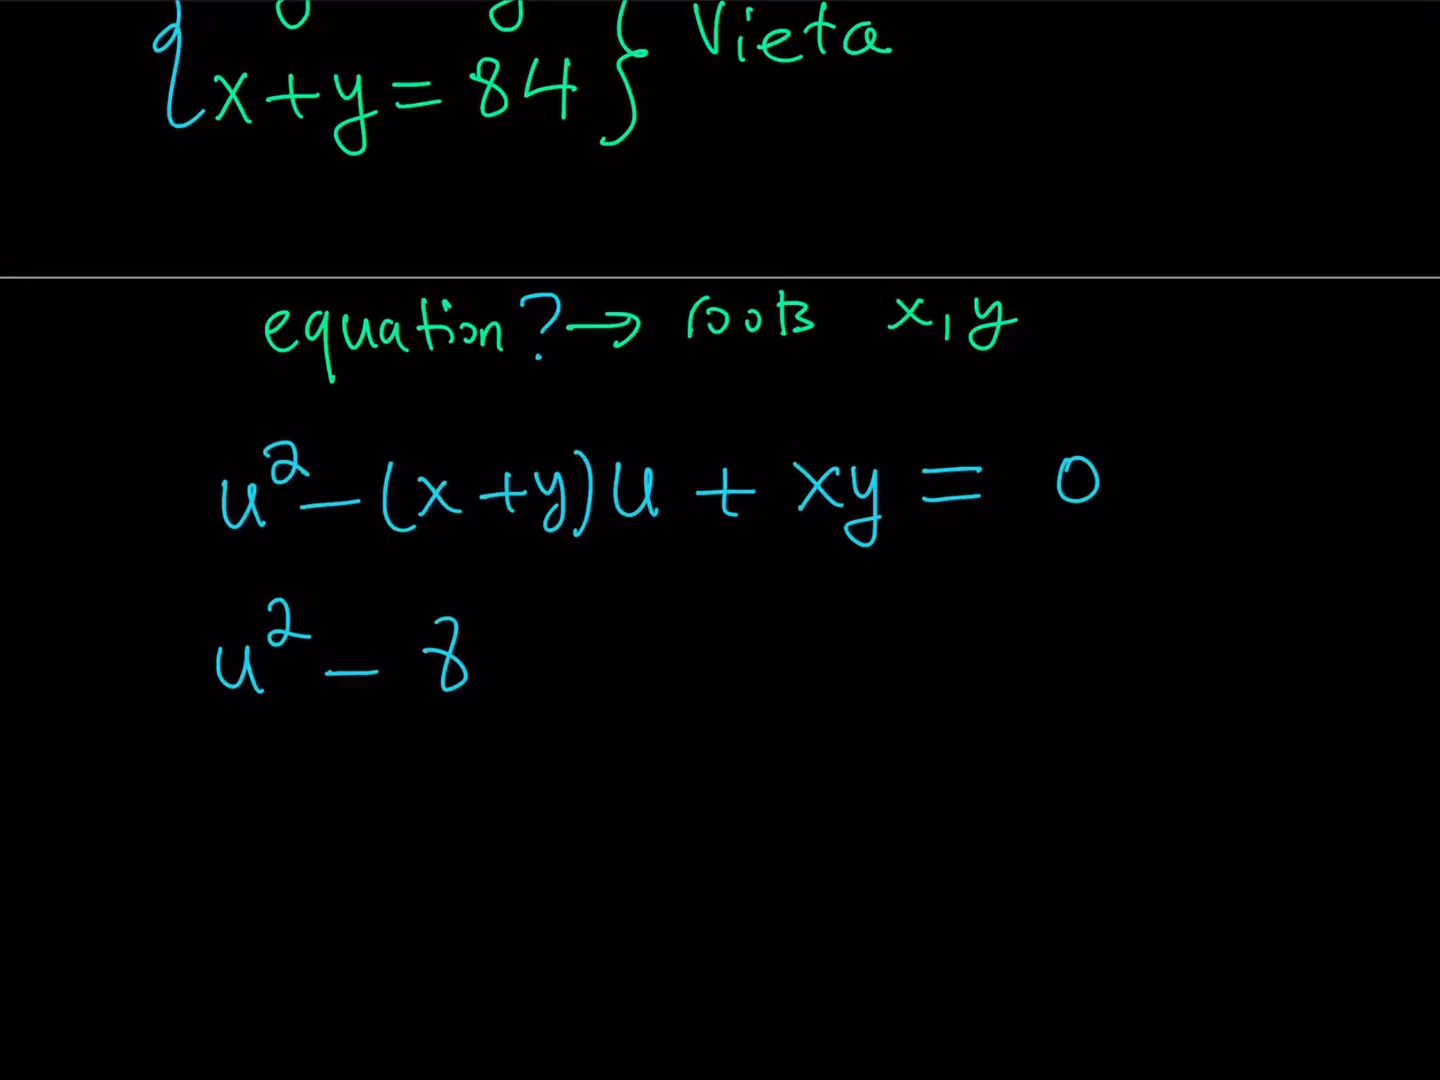 Vieta
x+y=84
equation? → roots x,y
u² - (x+y)u + xy = 0
u² - 8